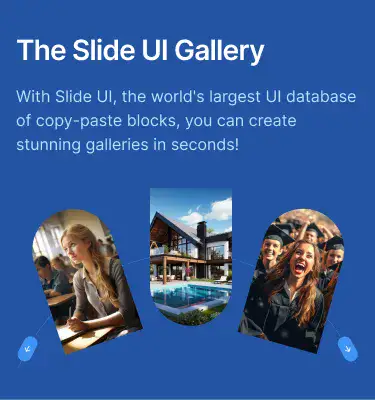 The Slide UI Gallery
With Slide UI, the world's largest UI database
of copy-paste blocks, you can create
stunning galleries in seconds!